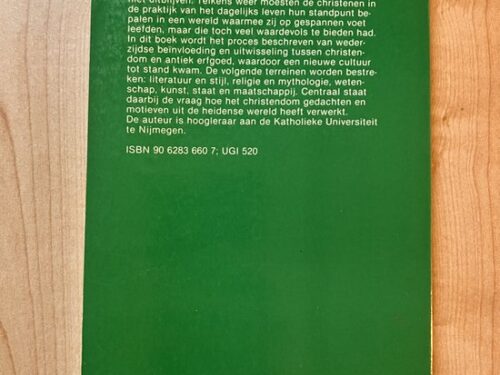 niet uitblijven. Telkens weer moesten de christenen in
de praktijk van het dagelijks leven hun standpunt be-
palen in een wereld waarmee zij op gespannen voet
leefden, maar die toch veel waardevols te bieden had.
In dit boek wordt het proces beschreven van weder-
zijdse beïnvloeding en uitwisseling tussen christen-
dom en antiek erfgoed, waardoor een nieuwe cultuur
tot stand kwam. De volgende terreinen worden bestre-
ken: literatuur en stijl, religie en mythologie, weten-
schap, kunst, staat en maatschappij. Centraal staat
daarbij de vraag hoe het christendom gedachten en
motieven uit de heidense wereld heeft verwerkt.
De auteur is hoogleraar aan de Katholieke Universiteit
te Nijmegen.
ISBN 90 6283 660 7; UGI 520